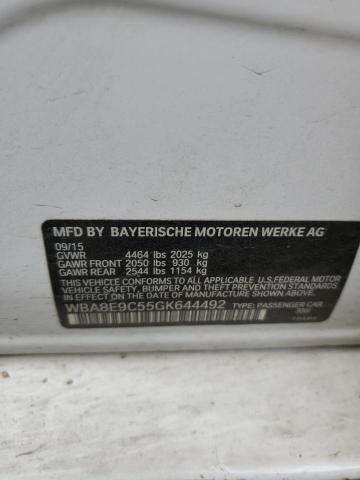 MFD BY BAYERISCHE MOTOREN WERKE AG
09/15
GVWR 4464 lbs 2025 kg
GAWR FRONT 2050 lbs 930 kg
GAWR REAR 2544 lbs 1154 kg
THIS VEHICLE CONFORMS TO ALL APPLICABLE U.S.FEDERAL MOTOR
VEHICLE SAFETY, BUMPER, AND THEFT PREVENTION STANDARDS
IN EFFECT ON THE DATE OF MANUFACTURE SHOWN ABOVE.
WBA8E9C55GK644492 TYPE: PASSENGER CAR